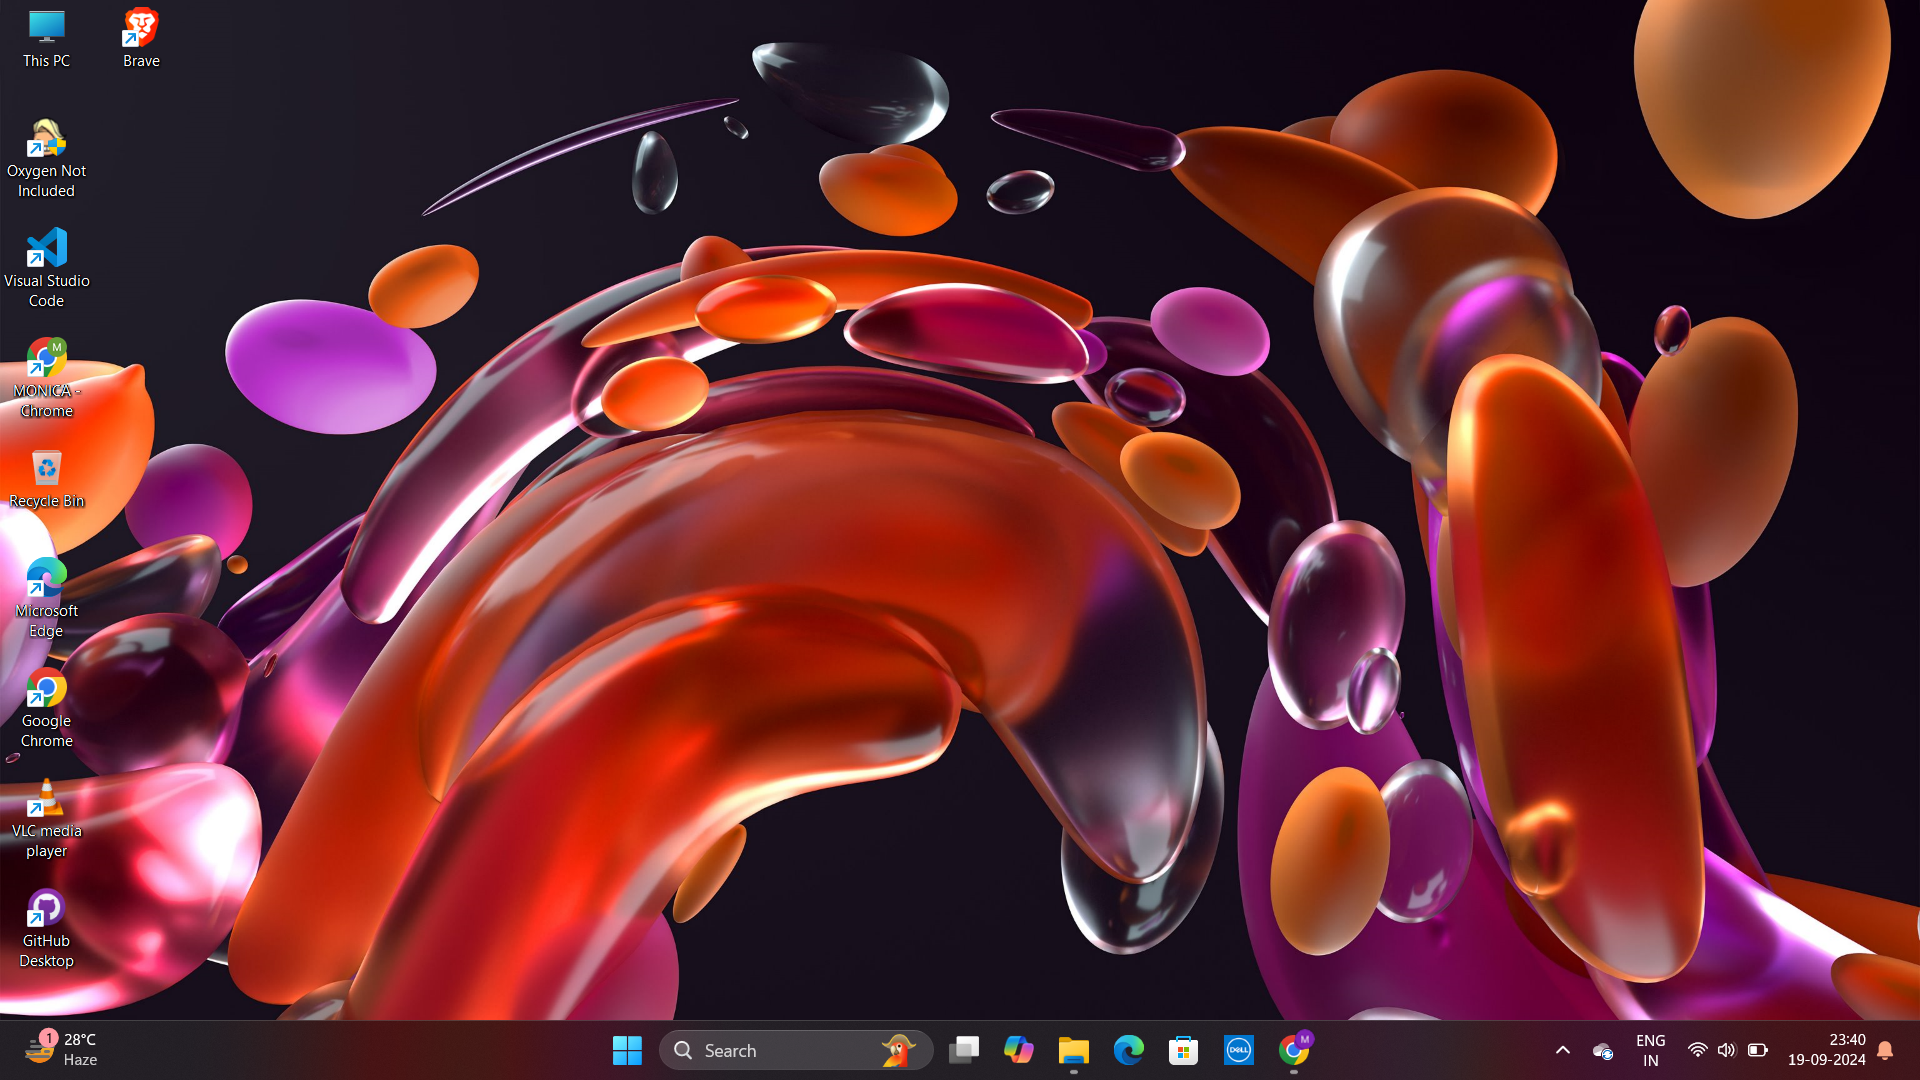 This PC
Brave
Oxygen Not
Included
Visual Studio
Code
M
MONICA -
Chrome
Recycle Bin
Microsoft
Edge
Google
Chrome
VLC media
player
GitHub
Desktop
1
28°C
Haze
Search
DELL
M
ENG
IN
23:40
19-09-2024